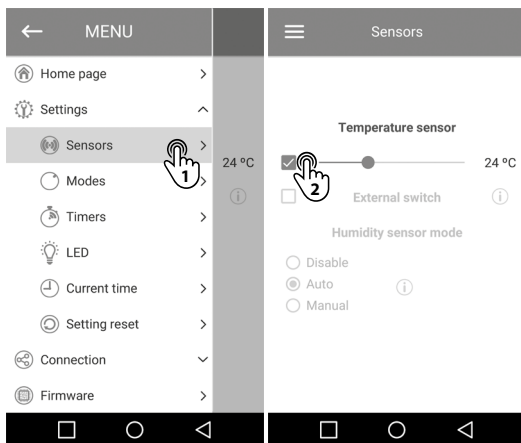 MENU
Home page
Settings
Sensors
1
Modes
Timers
LED
Current time
Setting reset
Connection
Firmware
24 ºC
i
Sensors
Temperature sensor
24 ºC
2
External switch
i
Humidity sensor mode
Disable
Auto
i
Manual